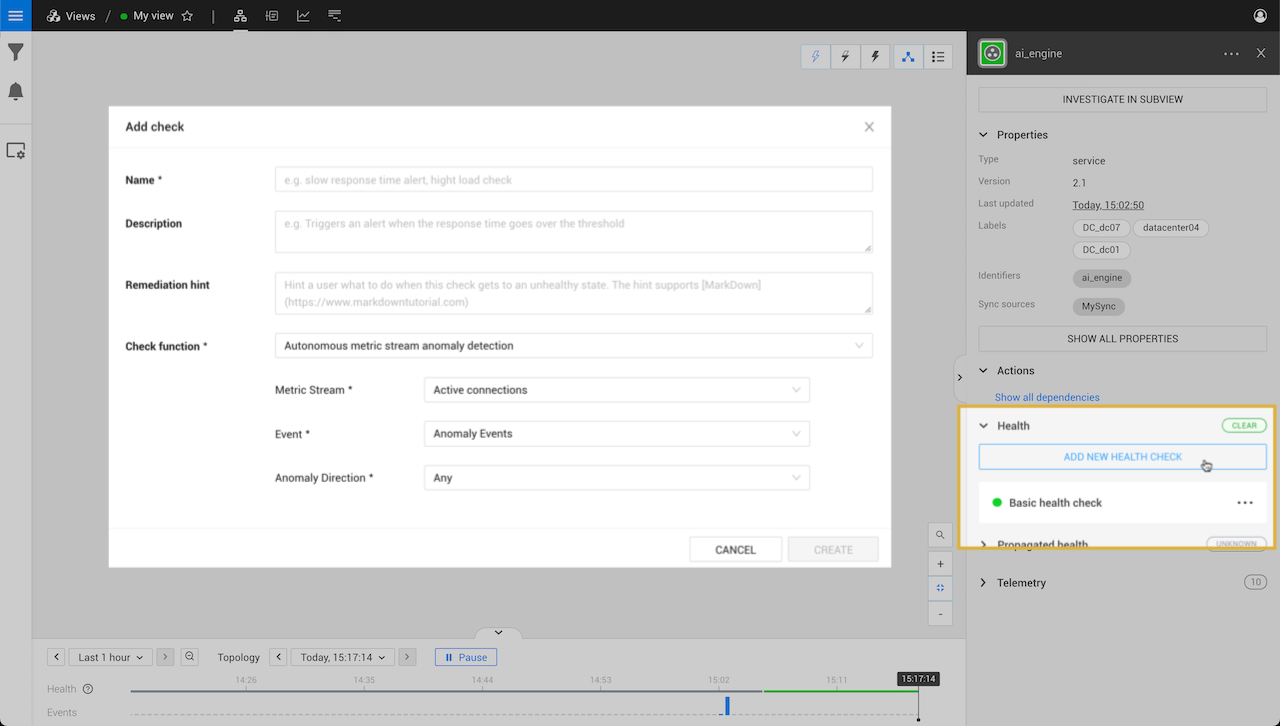 Views / My view
ai_engine
INVESTIGATE IN SUBVIEW
Properties
Type service
Version 2.1
Last updated Today, 15:02:50
Labels DC_dc07 datacenter04
DC_dc01
Identifiers ai_engine
Sync sources MySync
SHOW ALL PROPERTIES
Actions
Show all dependencies
Health CLEAR
ADD NEW HEALTH CHECK
Basic health check
Propagated health UNKNOWN
Telemetry 10
Add check
Name * e.g. slow response time alert, hight load check
Description e.g. Triggers an alert when the response time goes over the threshold
Remediation hint Hint a user what to do when this check gets to an unhealthy state. The hint supports [MarkDown]
(https://www.markdowntutorial.com)
Check function * Autonomous metric stream anomaly detection
Metric Stream * Active connections
Event * Anomaly Events
Anomaly Direction * Any
CANCEL CREATE
+
-
Last 1 hour Topology Today, 15:17:14 Pause
14:26 14:35 14:44 14:53 15:02 15:11 15:17:14
Health ?
Events